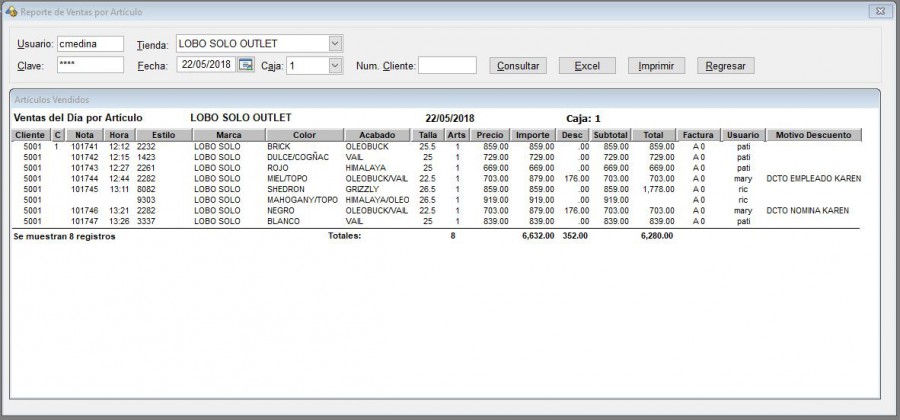 Reporte de Ventas por Artículo
Usuario: cmedina Tienda: LOBO SOLO OUTLET
Clave: **** Fecha: 22/05/2018 Caja: 1 Num. Cliente: Consultar Excel Imprimir Regresar
Artículos Vendidos
Ventas del Día por Artículo LOBO SOLO OUTLET 22/05/2018 Caja: 1
Cliente C Nota Hora Estilo Marca Color Acabado Talla Arts Precio Importe Desc Subtotal Total Factura Usuario Motivo Descuento
5001 1 101741 12:12 2232 LOBO SOLO BRICK OLEOBUCK 25.5 1 859.00 859.00 .00 859.00 859.00 A 0 pati
5001 101742 12:15 1423 LOBO SOLO DULCE/COGÑAC VAIL 25 1 729.00 729.00 .00 729.00 729.00 A 0 pati
5001 101743 12:27 2261 LOBO SOLO ROJO HIMALAYA 25 1 845.00 845.00 .00 845.00 845.00 A 0 pati
5001 101744 12:44 2282 LOBO SOLO MIEL/TOPO OLEOBUCK/VAIL 22.5 1 703.00 879.00 176.00 703.00 703.00 A 0 mary DCTO EMPLEADO KAREN
5001 101745 13:11 8082 LOBO SOLO SHEDRON GRIZZLY 26.5 1 859.00 859.00 .00 859.00 1,778.00 A 0 ric
5001 9303 LOBO SOLO MAHOGANY/TOPO HIMALAYA/OLEO 26.5 1 919.00 919.00 .00 919.00 A 0 ric
5001 101746 13:21 2282 LOBO SOLO NEGRO OLEOBUCK/VAIL 22.5 1 703.00 879.00 176.00 703.00 703.00 A 0 mary DCTO NOMINA KAREN
5001 101747 13:26 3337 LOBO SOLO BLANCO VAIL 25 1 839.00 839.00 .00 839.00 839.00 A 0 pati
Se muestran 8 registros Totales: 8 6,632.00 352.00 6,280.00